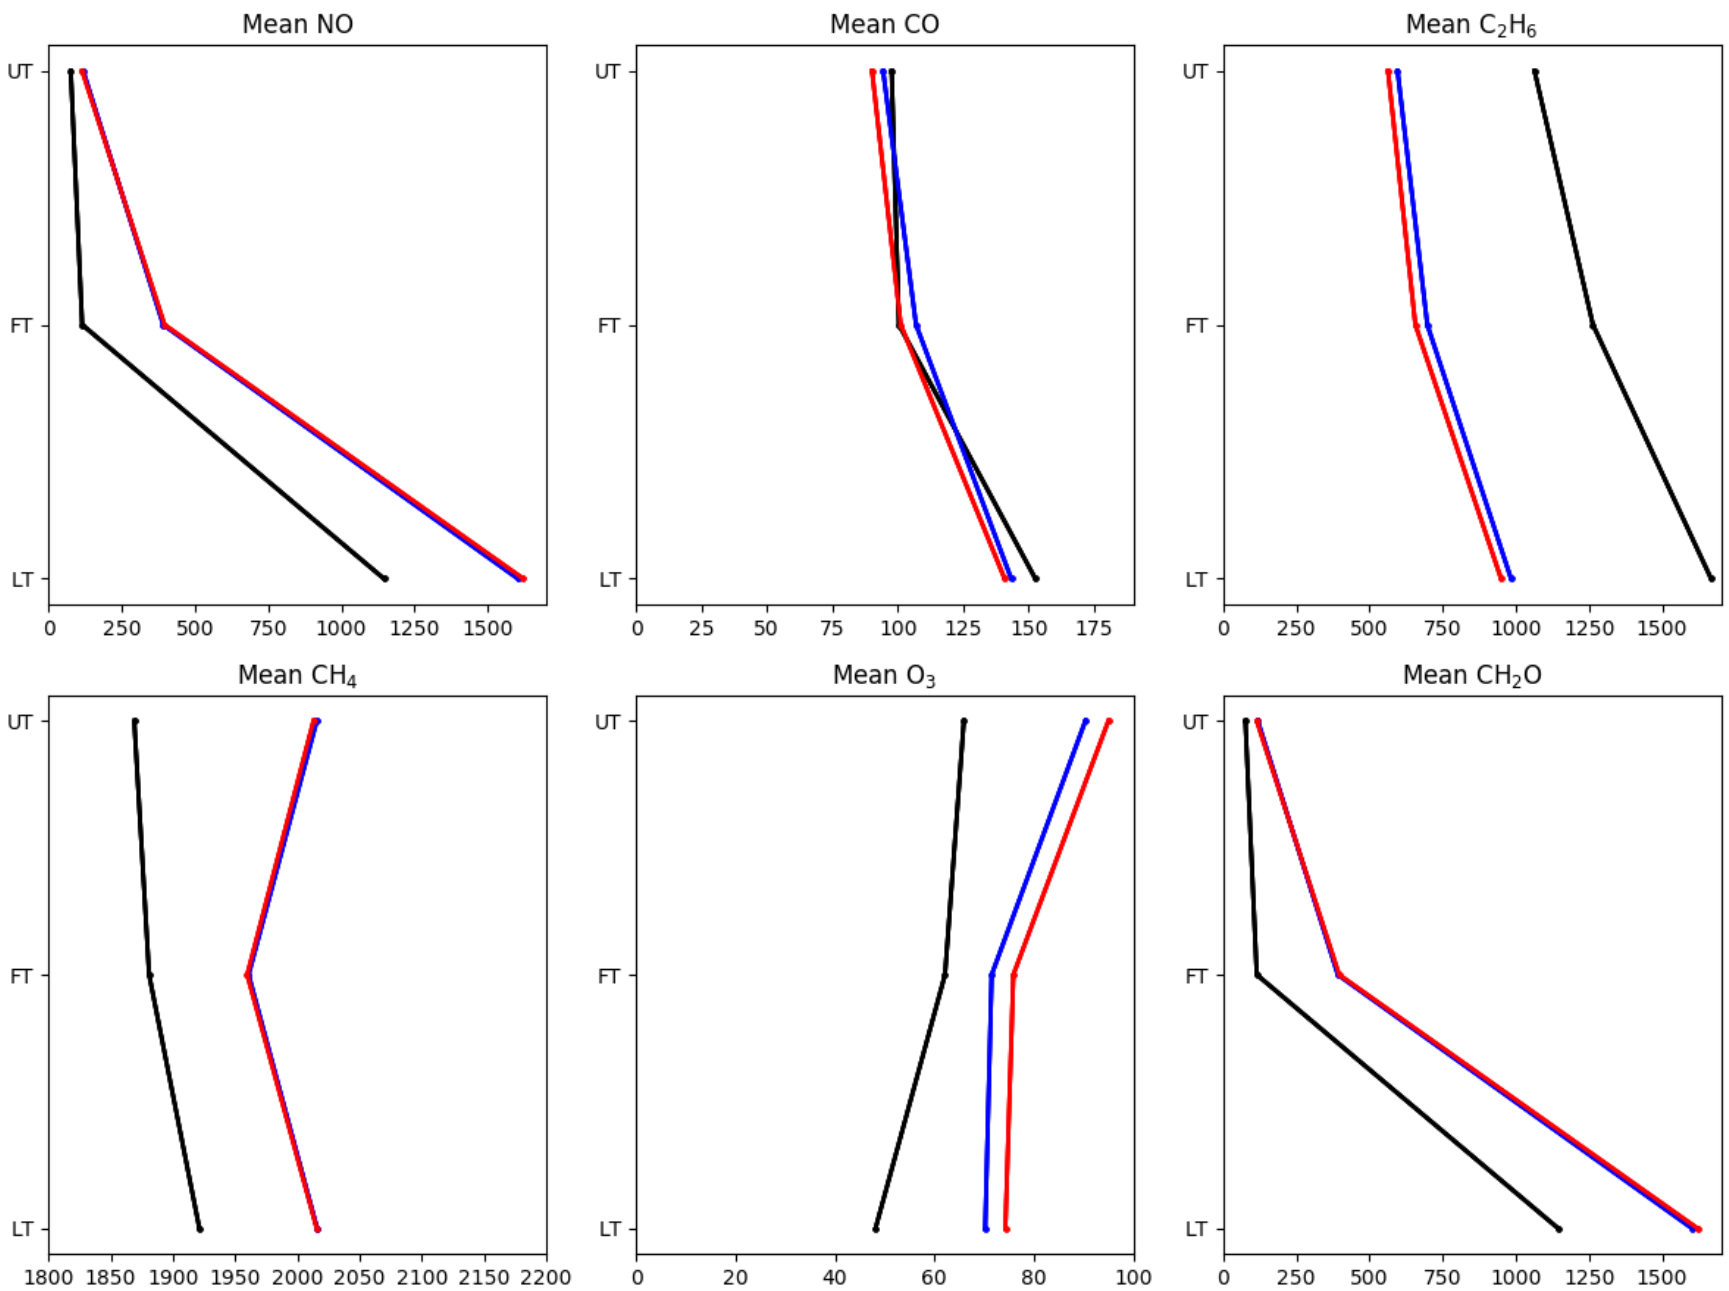 Mean NO
Mean CO
Mean C₂H₆
UT
FT
LT
0 250 500 750 1000 1250 1500
UT
FT
LT
0 25 50 75 100 125 150 175
UT
FT
LT
0 250 500 750 1000 1250 1500
Mean CH₄
Mean O₃
Mean CH₂O
UT
FT
LT
1800 1850 1900 1950 2000 2050 2100 2150 2200
UT
FT
LT
0 20 40 60 80 100
UT
FT
LT
0 250 500 750 1000 1250 1500